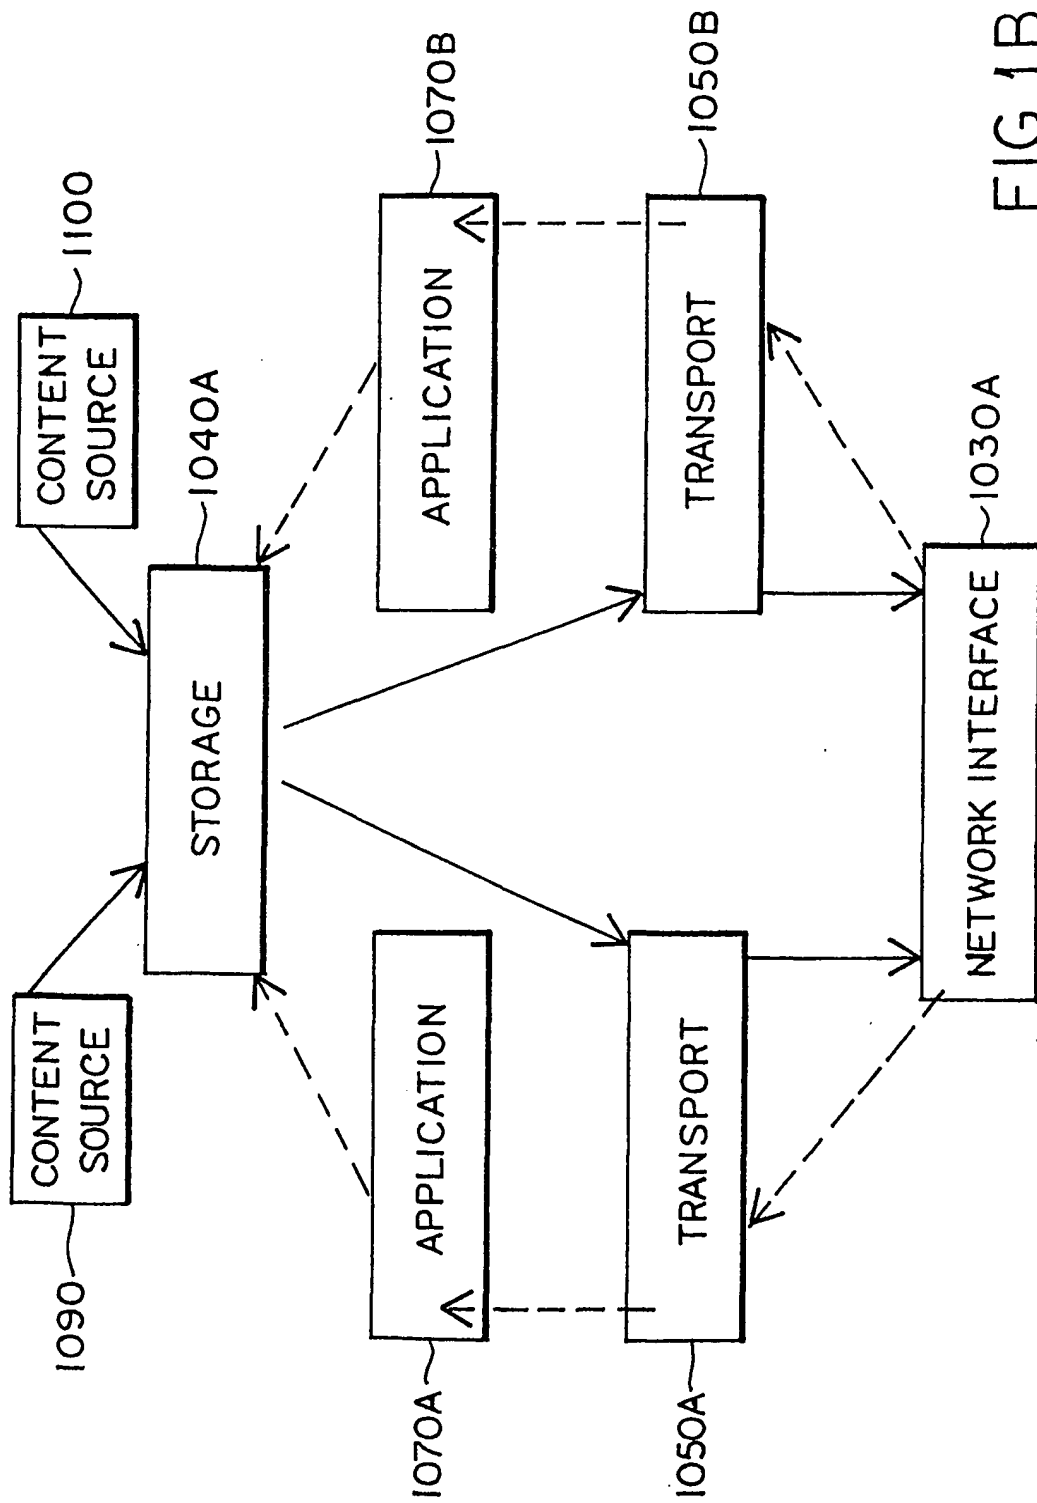 1090
CONTENT
SOURCE
CONTENT
SOURCE
1100
STORAGE
1040A
1070A
APPLICATION
APPLICATION
1070B
1050A
TRANSPORT
TRANSPORT
1050B
NETWORK INTERFACE
1030A
FIG. 1B